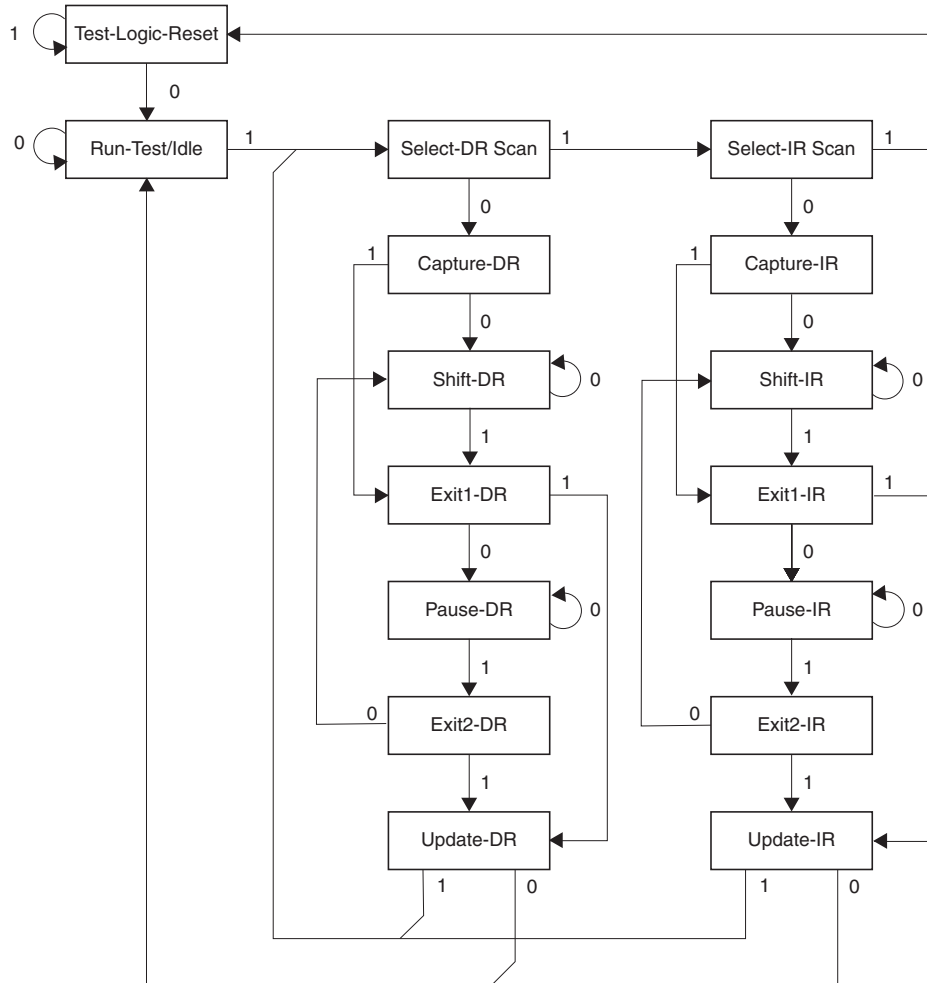 1 Test-Logic-Reset
0
0 Run-Test/Idle 1 Select-DR Scan 1 Select-IR Scan 1
0 0
1 Capture-DR 1 Capture-IR
0 0
Shift-DR 0 Shift-IR 0
1 1
Exit1-DR 1 Exit1-IR 1
0 0
Pause-DR 0 Pause-IR 0
1 1
0 Exit2-DR 0 Exit2-IR
1 1
Update-DR Update-IR
1 0 1 0